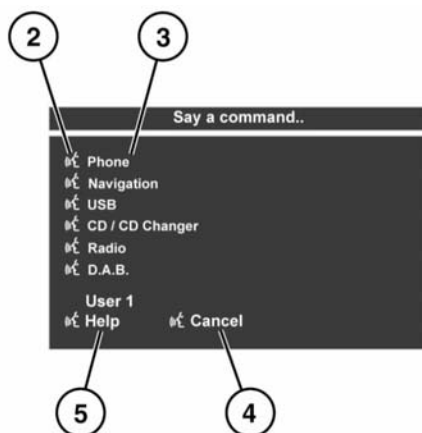 2 3
Say a command..
Phone
Navigation
USB
CD / CD Changer
Radio
D.A.B.
User 1
Help Cancel
5 4